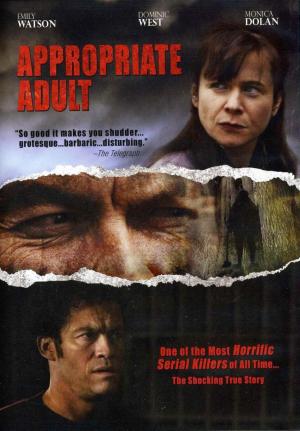 EMILY
WATSON
DOMINIC
WEST
MONICA
DOLAN
APPROPRIATE
ADULT
"So good it makes you shudder...
grotesque...barbaric...disturbing."
–The Telegraph
One of the Most Horrific
Serial Killers of All Time...
The Shocking True Story